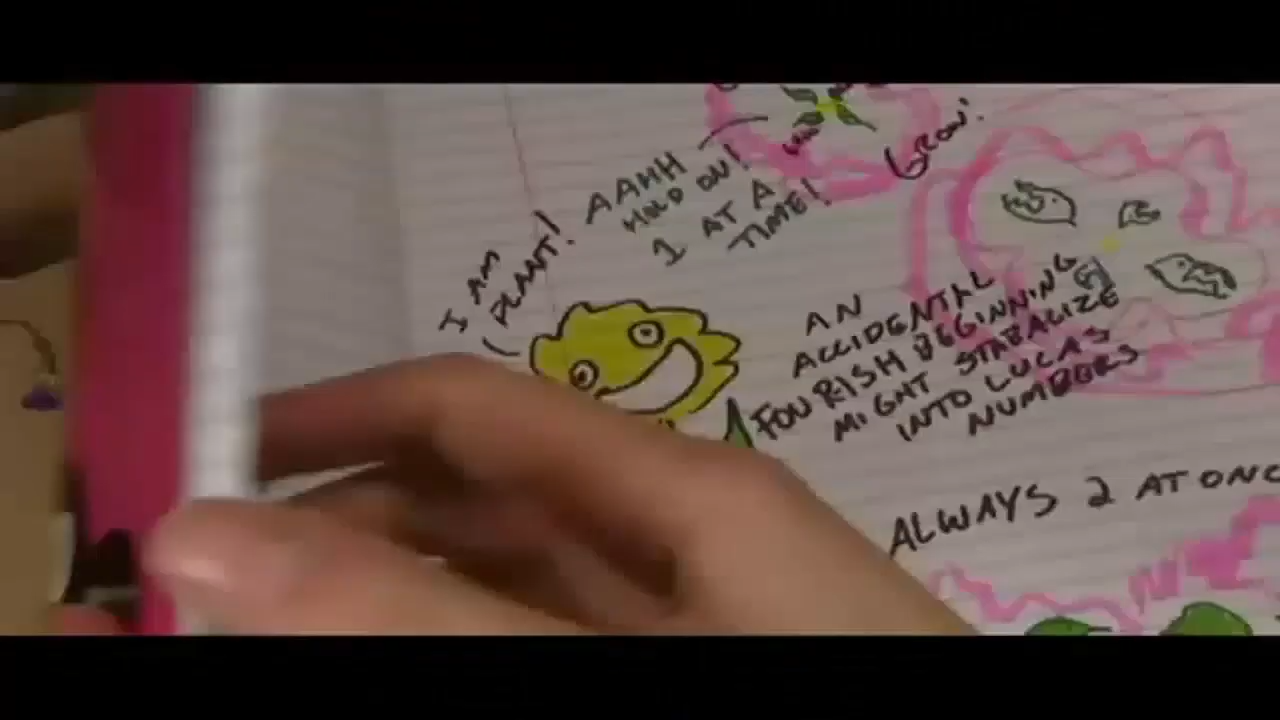 I AM
PLANT!
AAHH
HOLD ON!
1 AT A
TIME!
GROW!
AN
ACCIDENTAL
FOURISH BEGINNING
MIGHT STABALIZE
INTO LUCAS
NUMBERS
ALWAYS 2 AT ONC